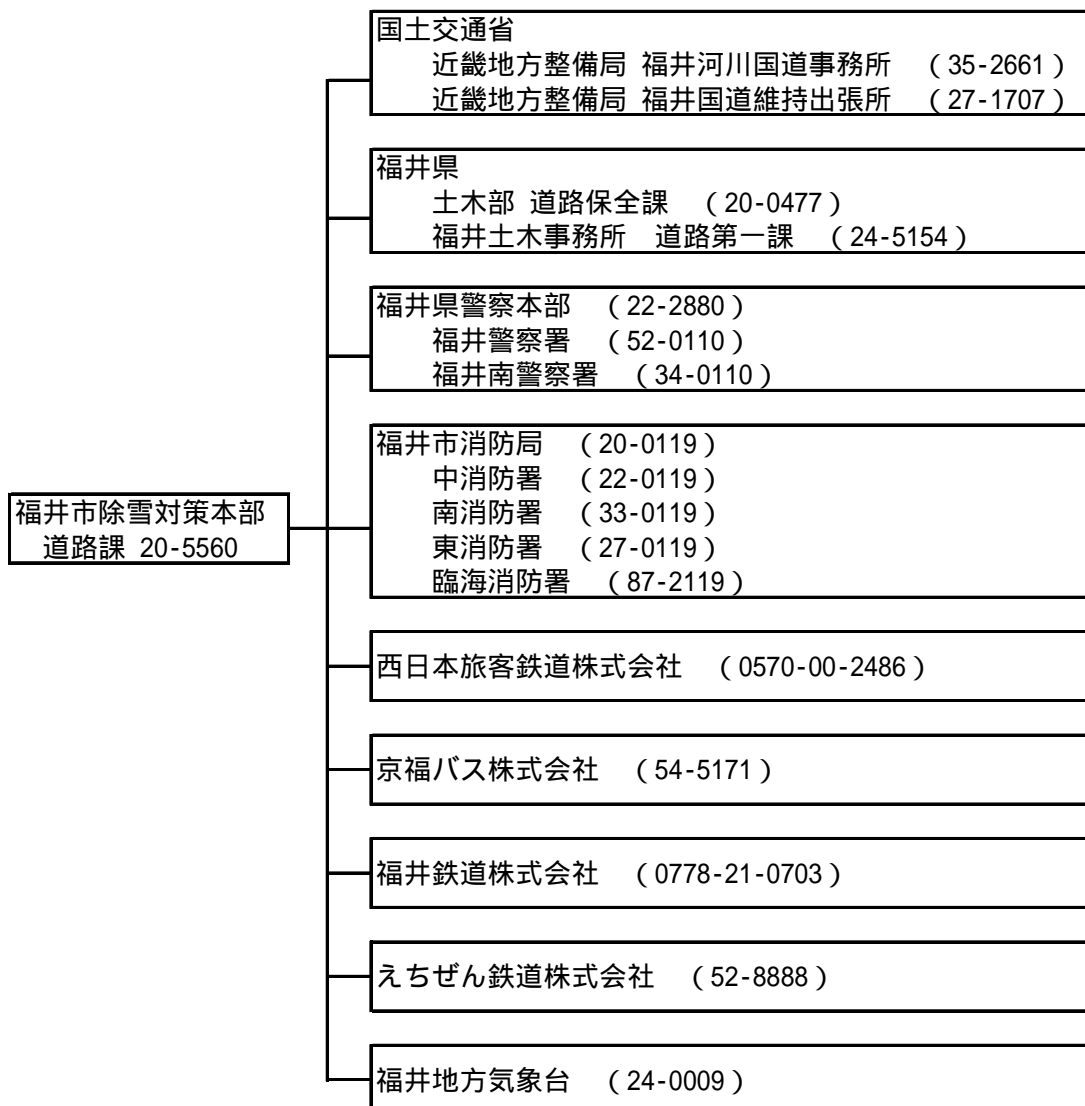 福井市除雪対策本部
道路課 20-5560
国土交通省
近畿地方整備局 福井河川国道事務所 （35-2661）
近畿地方整備局 福井国道維持出張所 （27-1707）
福井県
土木部 道路保全課 （20-0477）
福井土木事務所 道路第一課 （24-5154）
福井県警察本部 （22-2880）
福井警察署 （52-0110）
福井南警察署 （34-0110）
福井市消防局 （20-0119）
中消防署 （22-0119）
南消防署 （33-0119）
東消防署 （27-0119）
臨海消防署 （87-2119）
西日本旅客鉄道株式会社 （0570-00-2486）
京福バス株式会社 （54-5171）
福井鉄道株式会社 （0778-21-0703）
えちぜん鉄道株式会社 （52-8888）
福井地方気象台 （24-0009）